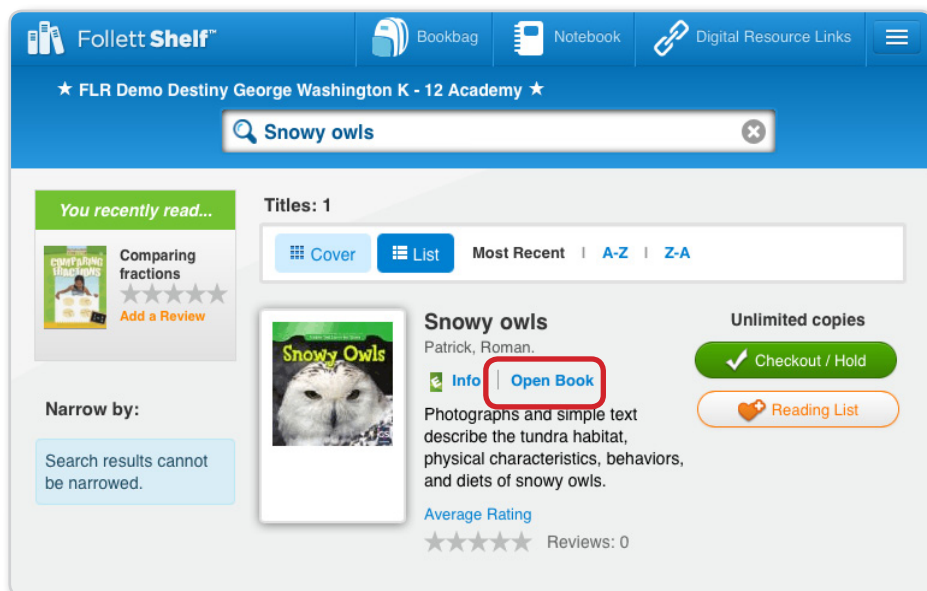 Follett Shelf™
Bookbag
Notebook
Digital Resource Links
★ FLR Demo Destiny George Washington K - 12 Academy ★
Snowy owls
You recently read...
COMPARING
FRACTIONS
Comparing
fractions
Add a Review
Narrow by:
Search results cannot
be narrowed.
Titles: 1
Cover
List
Most Recent | A-Z | Z-A
Snowy Owls
Snowy owls
Patrick, Roman.
Info | Open Book
Photographs and simple text
describe the tundra habitat,
physical characteristics, behaviors,
and diets of snowy owls.
Average Rating
Reviews: 0
Unlimited copies
Checkout / Hold
Reading List